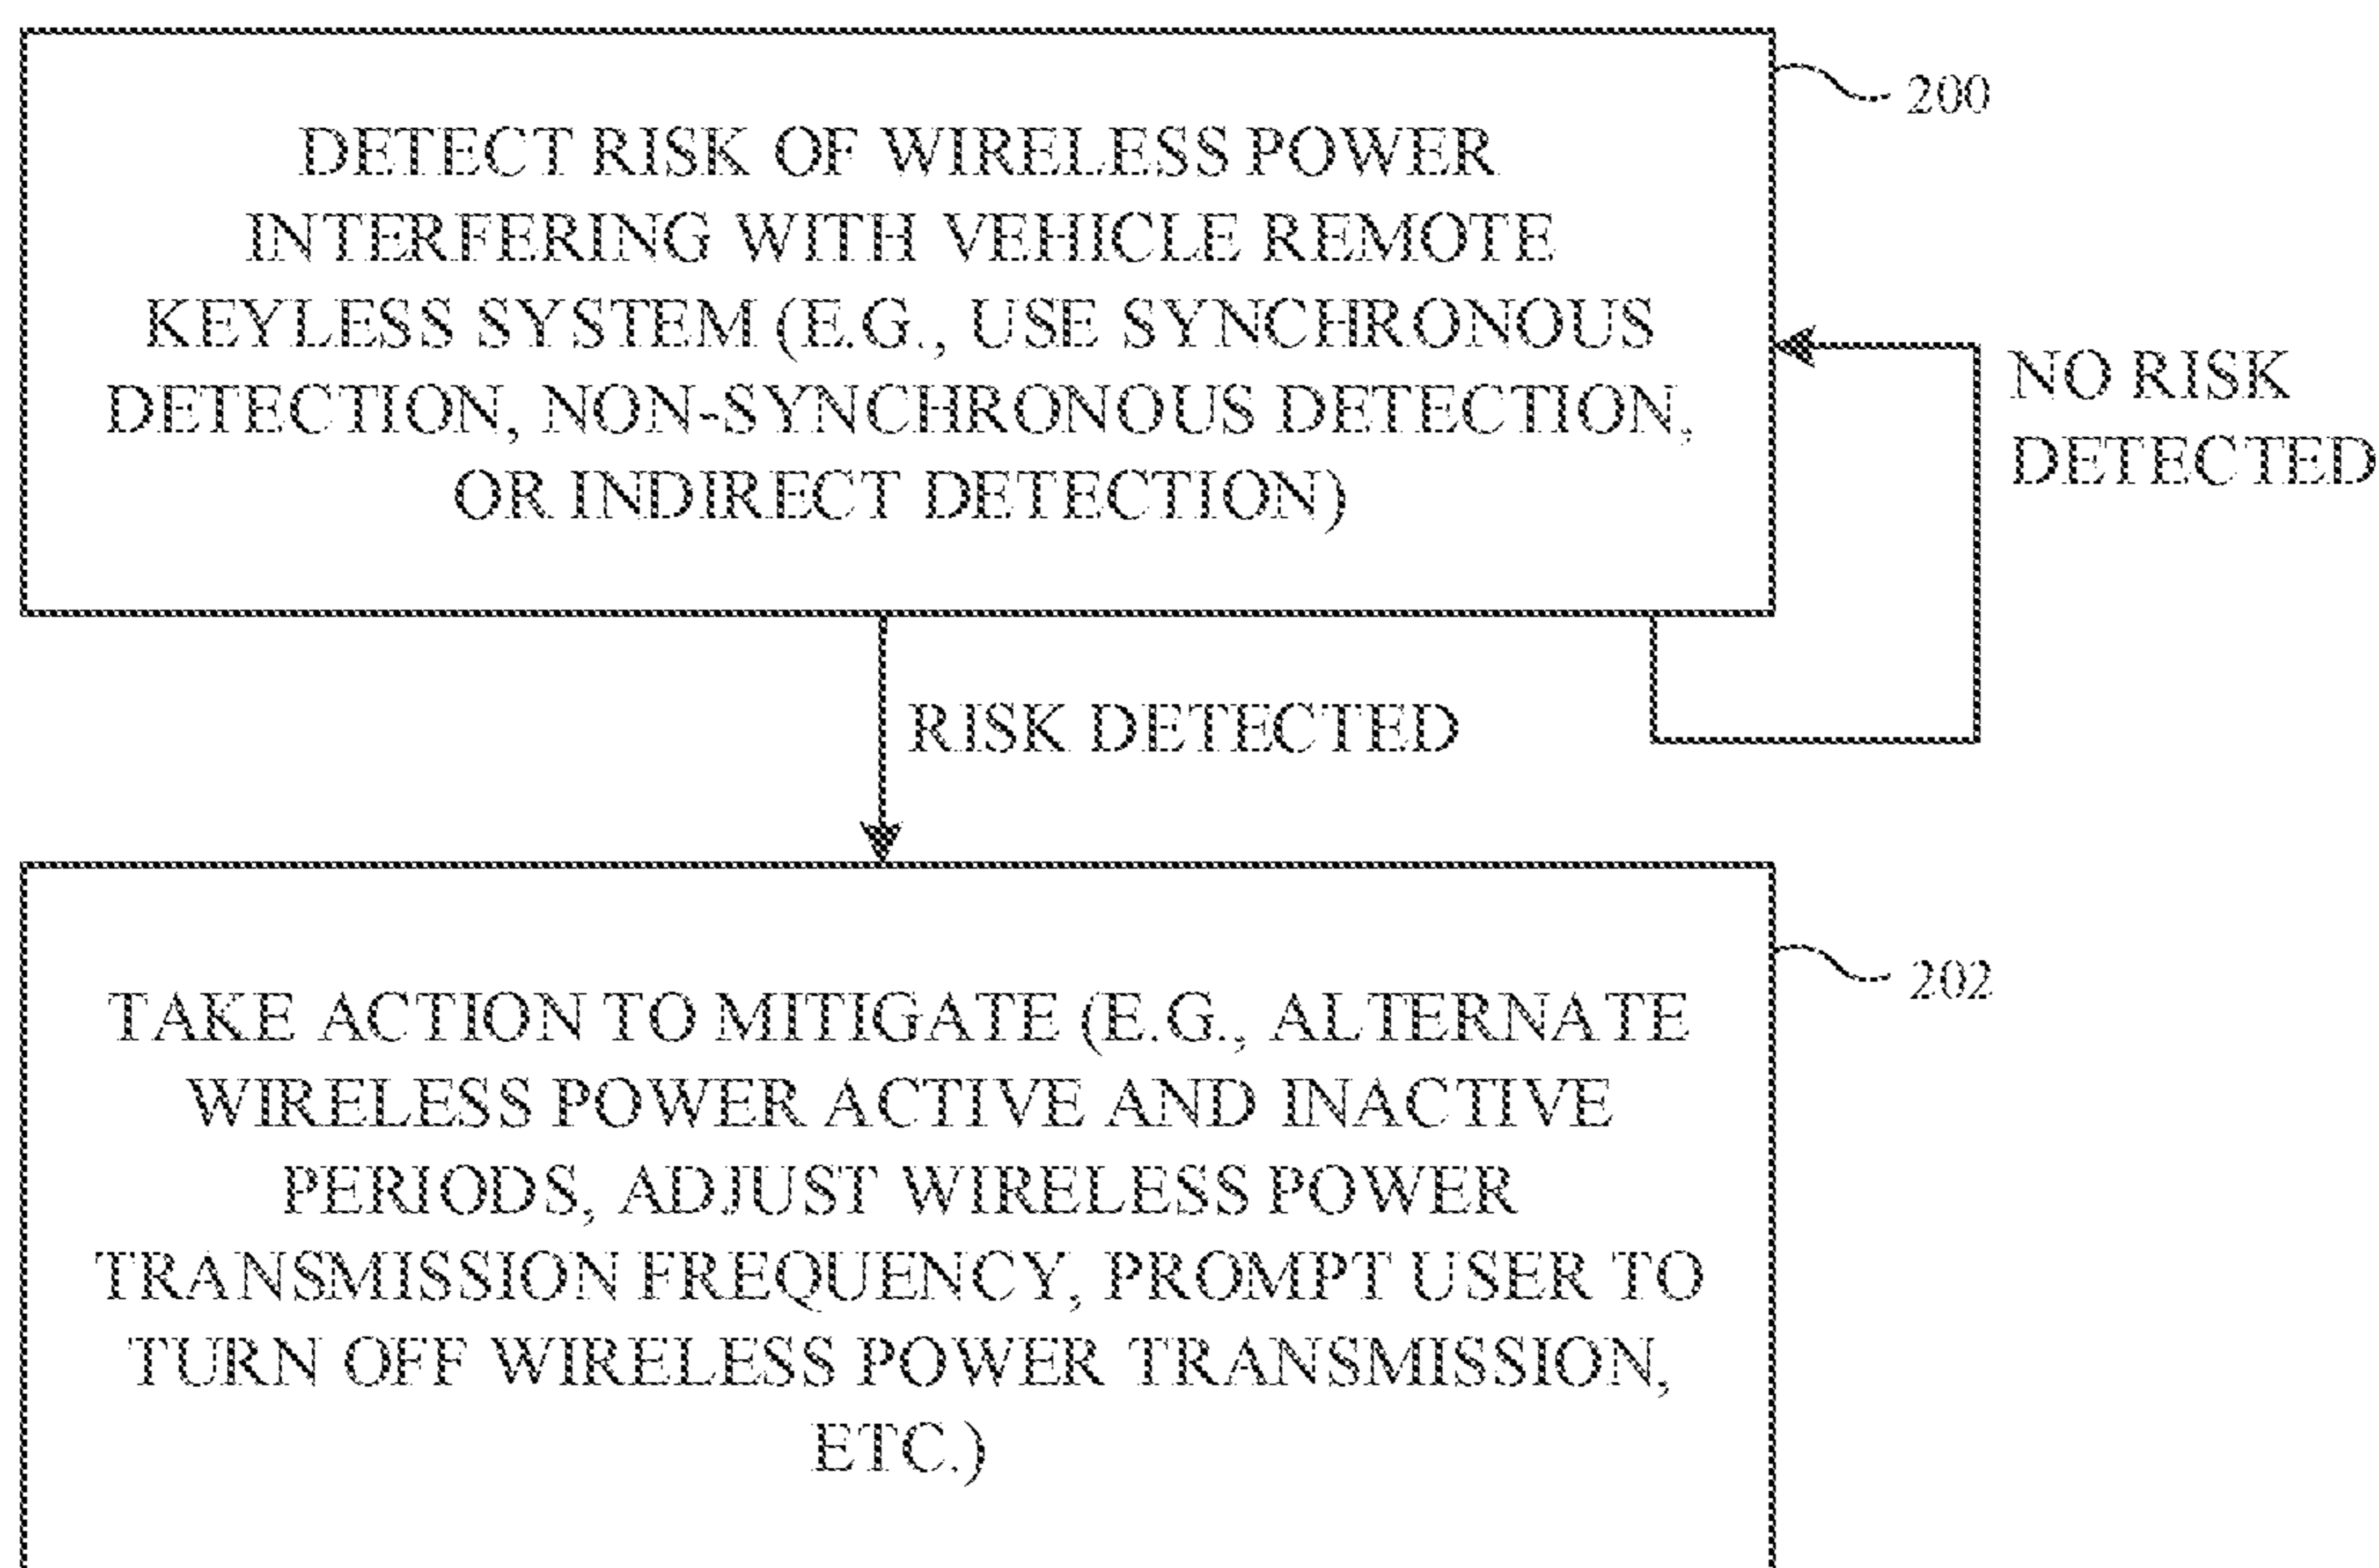 DETECT RISK OF WIRELESS POWER
INTERFERING WITH VEHICLE REMOTE
KEYLESS SYSTEM (E.G., USE SYNCHRONOUS
DETECTION, NON-SYNCHRONOUS DETECTION,
OR INDIRECT DETECTION)
200
NO RISK
DETECTED
RISK DETECTED
TAKE ACTION TO MITIGATE (E.G., ALTERNATE
WIRELESS POWER ACTIVE AND INACTIVE
PERIODS, ADJUST WIRELESS POWER
TRANSMISSION FREQUENCY, PROMPT USER TO
TURN OFF WIRELESS POWER TRANSMISSION,
ETC.)
202